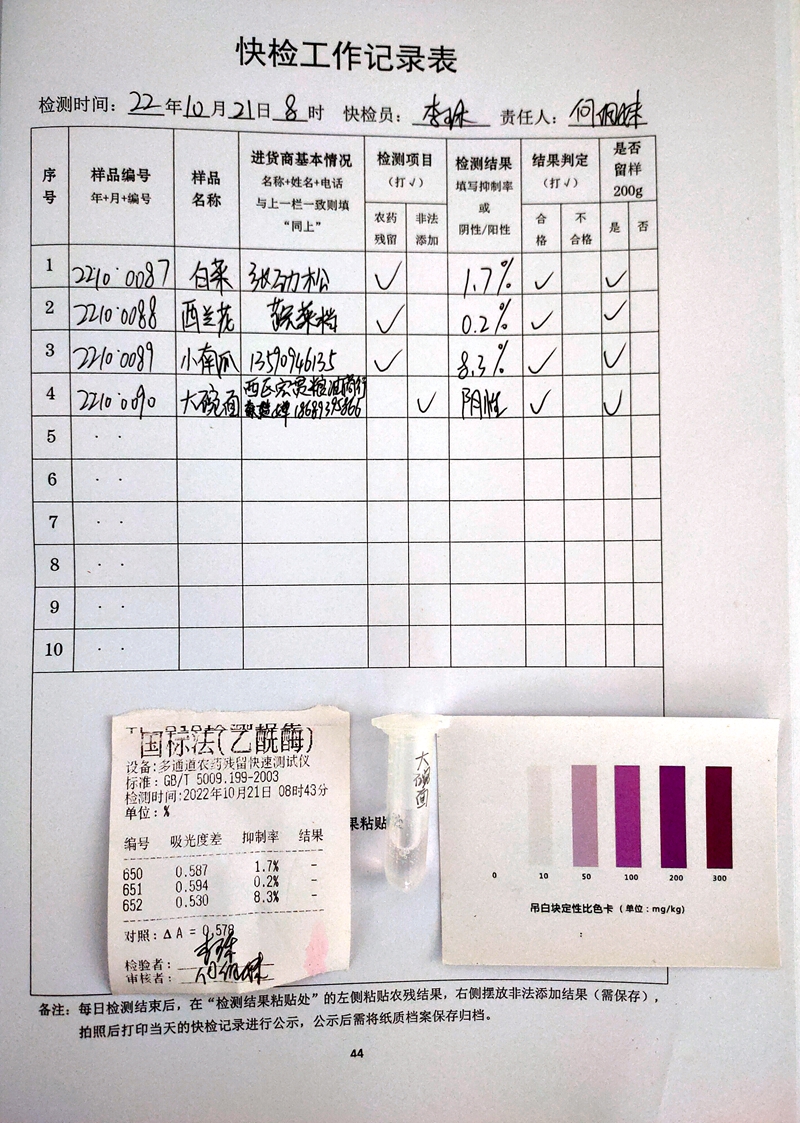 快检工作记录表
检测时间：22年10月21日8时 快检员： 责任人：
序号 样品编号 年+月+编号 样品名称 进货商基本情况 名称+姓名+电话 与上一栏一致则填“同上” 检测项目（打√） 农药残留 非法添加 检测结果 填写抑制率或阴性/阳性 结果判定（打√） 合格 不合格 是否留样200g 是 否
1 2210·0087 白菜 张劲松 √ 1.7% √ √
2 2210·0088 西兰花 蔬菜档 √ 0.2% √ √
3 2210·0089 小南瓜 13590946135 √ 8.3% √ √
4 2210·0090 大碗面 粮油商行 √ 阴性 √ √
5 · ·
6 · ·
7 · ·
8 · ·
9 · ·
10 · ·
国标法(乙酰酶)
设备:多通道农药残留快速测试仪
标准: GB/T 5009.199-2003
检测时间:2022年10月21日 08时43分
单位: %
编号 吸光度差 抑制率 结果
650 0.587 1.7% -
651 0.594 0.2% -
652 0.530 8.3% -
对照: Δ A = 0.578
检验者:
审核者:
果粘贴
大碗面
0 10 50 100 200 300
吊白块定性比色卡（单位：mg/kg）
备注：每日检测结束后，在“检测结果粘贴处”的左侧粘贴农残结果，右侧摆放非法添加结果（需保存），
拍照后打印当天的快检记录进行公示，公示后需将纸质档案保存归档。
44